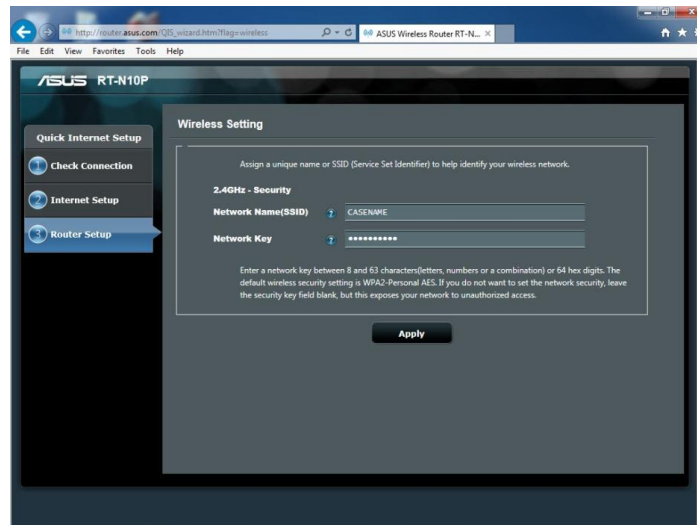 http://router.asus.com/QIS_wizard.htm?flag=wireless
ASUS Wireless Router RT-N...
File Edit View Favorites Tools Help
ASUS RT-N10P
Quick Internet Setup
1 Check Connection
2 Internet Setup
3 Router Setup
Wireless Setting
Assign a unique name or SSID (Service Set Identifier) to help identify your wireless network.
2.4GHz - Security
Network Name(SSID) ? CASENAME
Network Key ? ••••••••••
Enter a network key between 8 and 63 characters(letters, numbers or a combination) or 64 hex digits. The
default wireless security setting is WPA2-Personal AES. If you do not want to set the network security, leave
the security key field blank, but this exposes your network to unauthorized access.
Apply